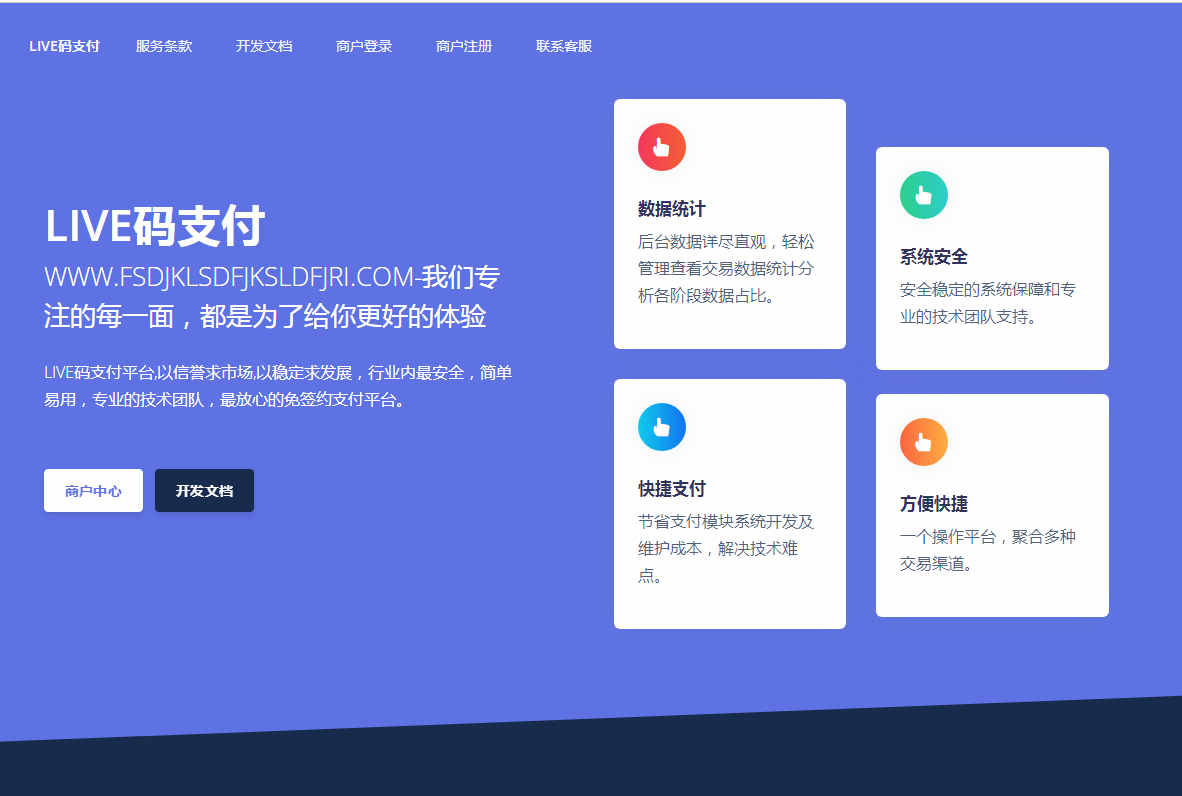 LIVE码支付 服务条款 开发文档 商户登录 商户注册 联系客服
LIVE码支付
WWW.FSDJKLSDFJKSLDFJRI.COM-我们专
注的每一面，都是为了给你更好的体验
LIVE码支付平台,以信誉求市场,以稳定求发展，行业内最安全，简单
易用，专业的技术团队，最放心的免签约支付平台。
商户中心 开发文档
数据统计
后台数据详尽直观，轻松
管理查看交易数据统计分
析各阶段数据占比。
系统安全
安全稳定的系统保障和专
业的技术团队支持。
快捷支付
节省支付模块系统开发及
维护成本，解决技术难
点。
方便快捷
一个操作平台，聚合多种
交易渠道。